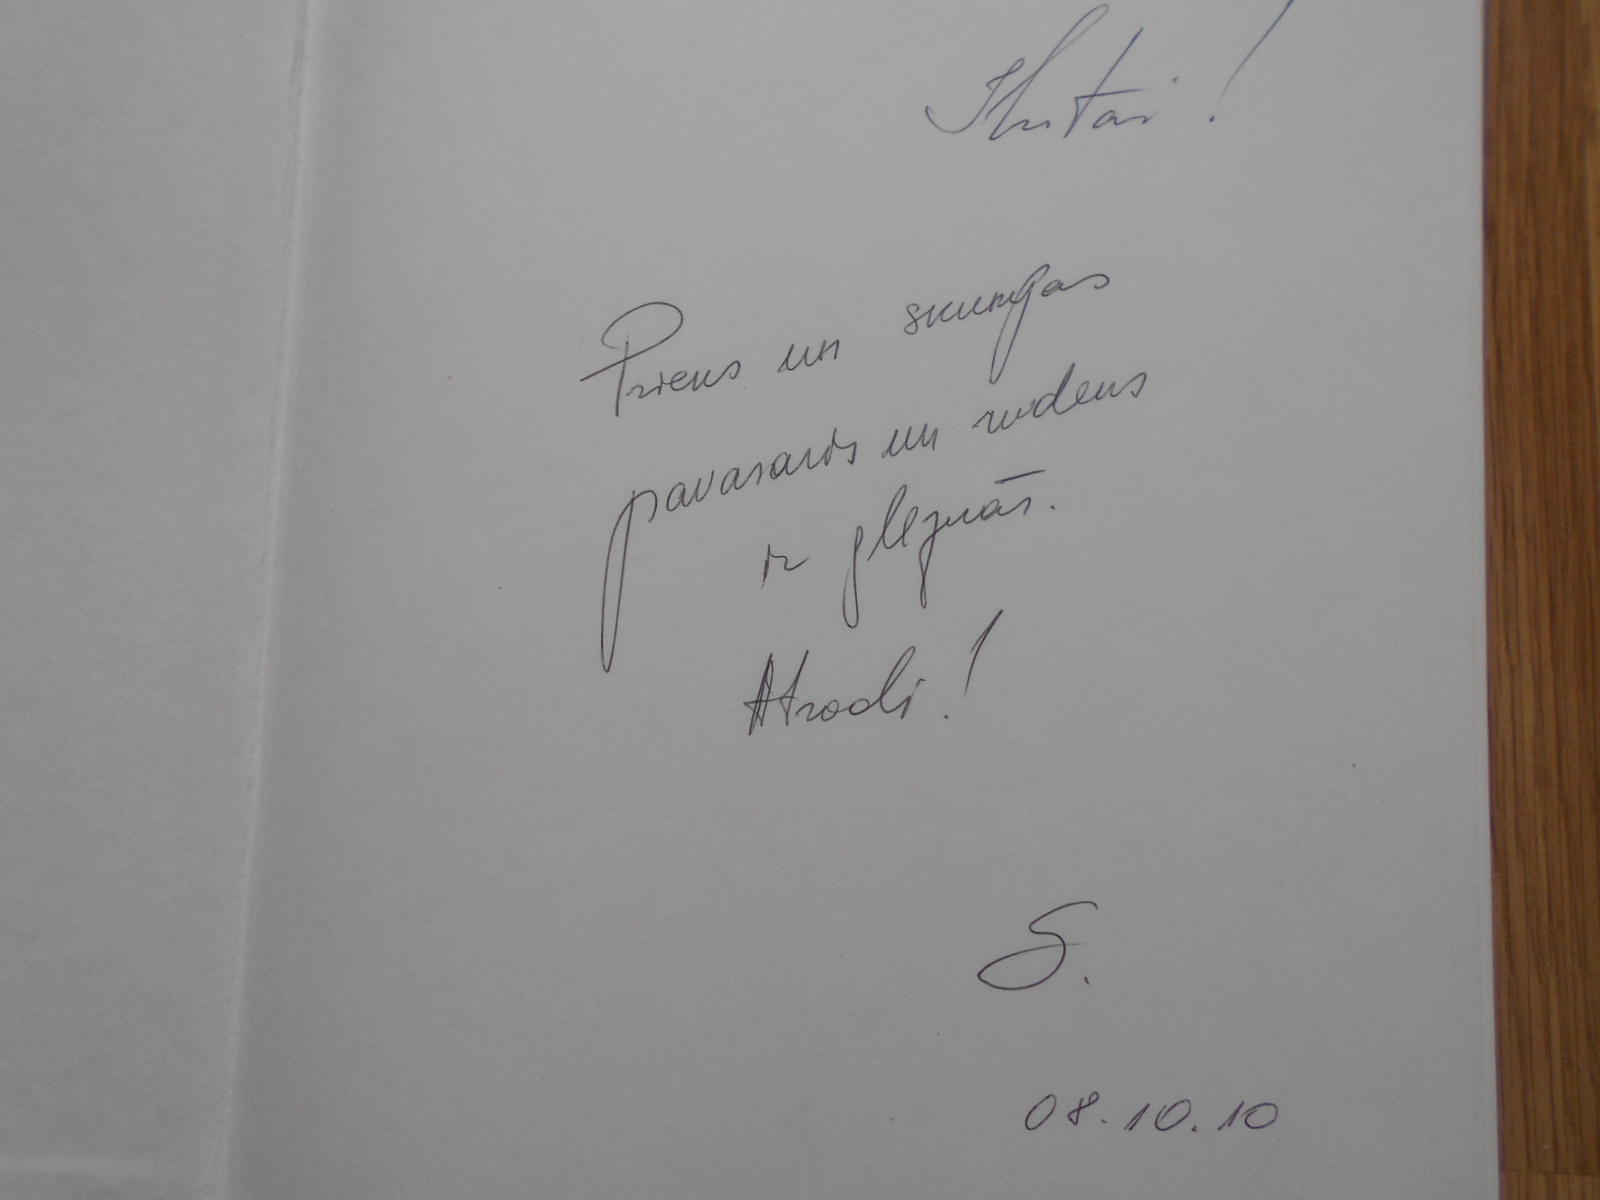 Ilutai!
Prieks un skumjas
pavasaris un rudens
ir gleznās.
Atrodi!
S.
08.10.10